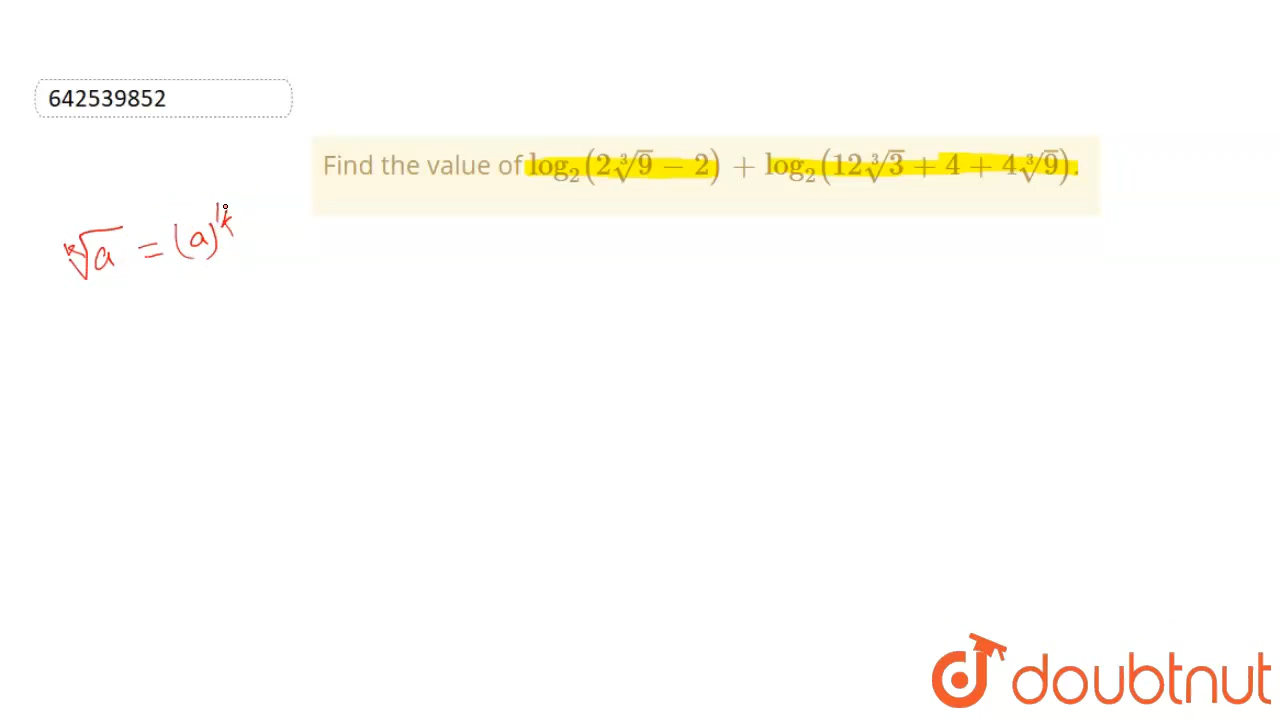 642539852
Find the value of log₂(2∛9 − 2) + log₂(12∛3 + 4 + 4∛9).
ᵏ√a = (a)^1/k
doubtnut